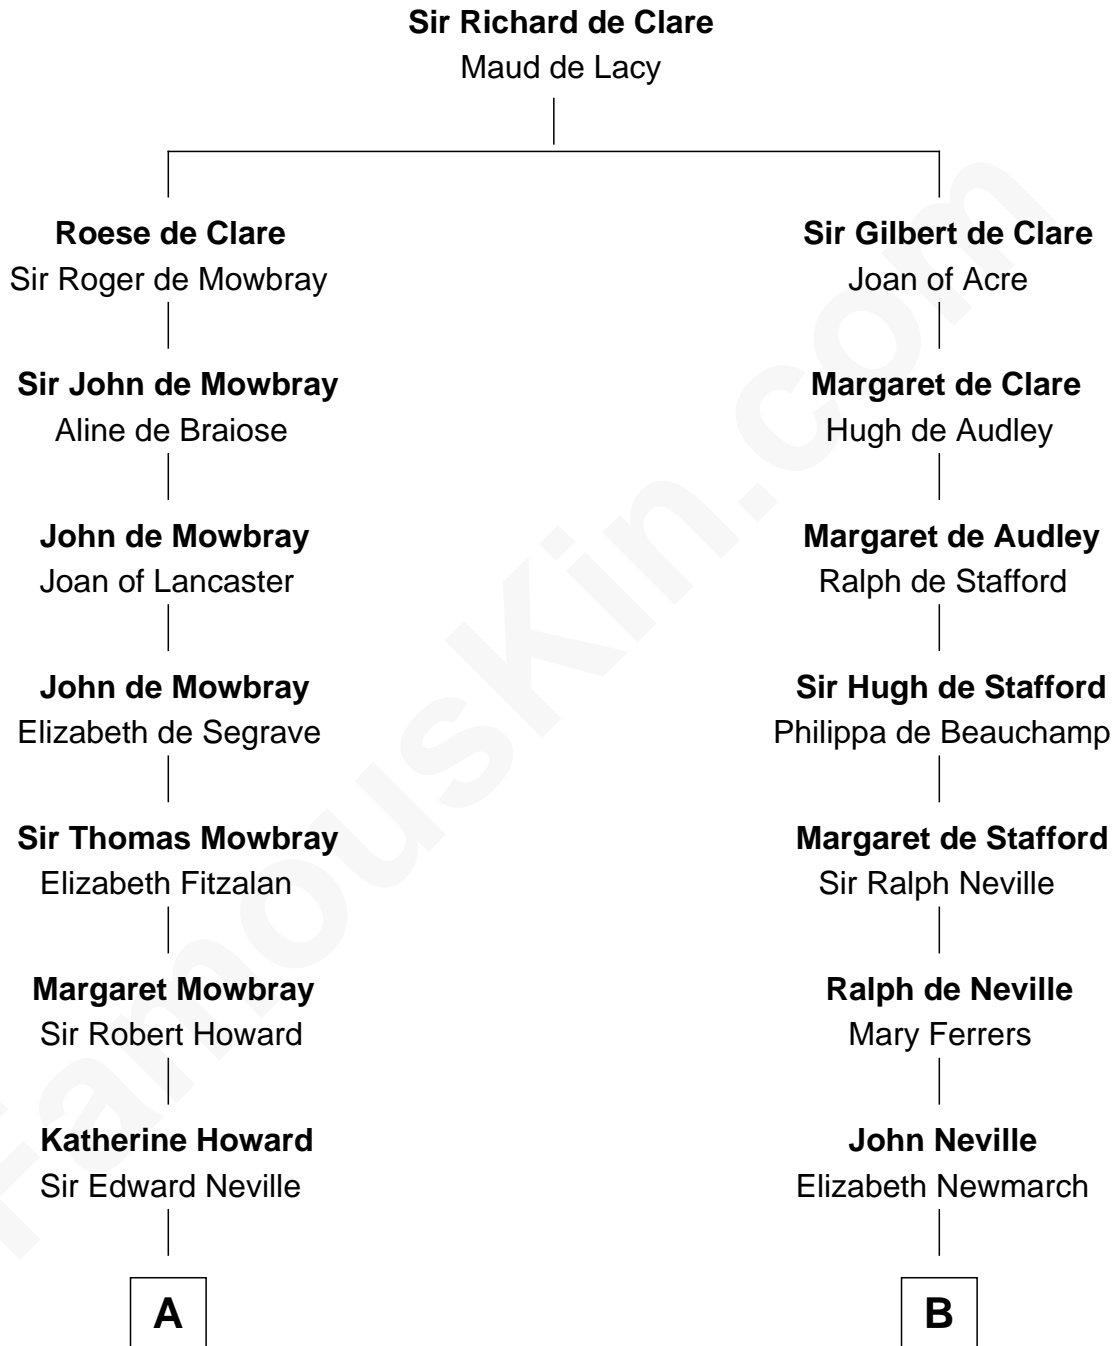 Sir Richard de Clare
Maud de Lacy
Roese de Clare
Sir Roger de Mowbray
Sir Gilbert de Clare
Joan of Acre
Sir John de Mowbray
Aline de Braiose
Margaret de Clare
Hugh de Audley
John de Mowbray
Joan of Lancaster
Margaret de Audley
Ralph de Stafford
John de Mowbray
Elizabeth de Segrave
Sir Hugh de Stafford
Philippa de Beauchamp
Sir Thomas Mowbray
Elizabeth Fitzalan
Margaret de Stafford
Sir Ralph Neville
Margaret Mowbray
Sir Robert Howard
Ralph de Neville
Mary Ferrers
Katherine Howard
Sir Edward Neville
John Neville
Elizabeth Newmarch
A
B
FamousKin.com